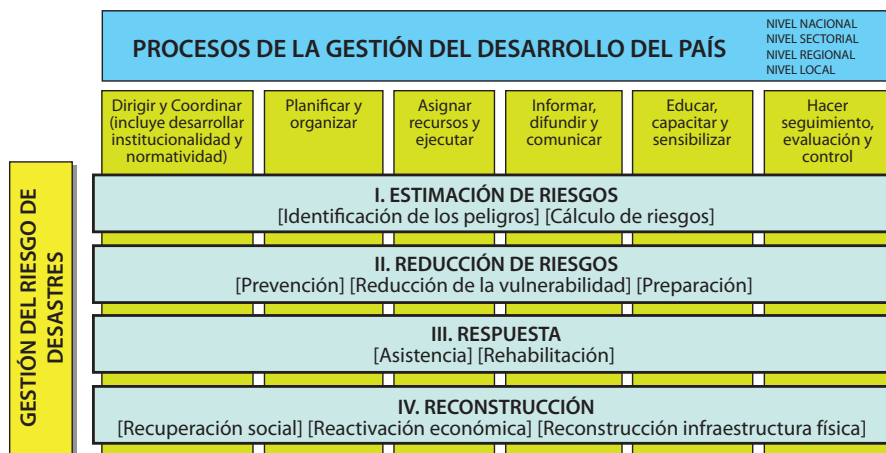 PROCESOS DE LA GESTIÓN DEL DESARROLLO DEL PAÍS
NIVEL NACIONAL
NIVEL SECTORIAL
NIVEL REGIONAL
NIVEL LOCAL
Dirigir y Coordinar
(incluye desarrollar
institucionalidad y
normatividad)
Planificar y
organizar
Asignar
recursos y
ejecutar
Informar,
difundir y
comunicar
Educar,
capacitar y
sensibilizar
Hacer
seguimiento,
evaluación y
control
GESTIÓN DEL RIESGO DE
DESASTRES
I. ESTIMACIÓN DE RIESGOS
[Identificación de los peligros] [Cálculo de riesgos]
II. REDUCCIÓN DE RIESGOS
[Prevención] [Reducción de la vulnerabilidad] [Preparación]
III. RESPUESTA
[Asistencia] [Rehabilitación]
IV. RECONSTRUCCIÓN
[Recuperación social] [Reactivación económica] [Reconstrucción infraestructura física]